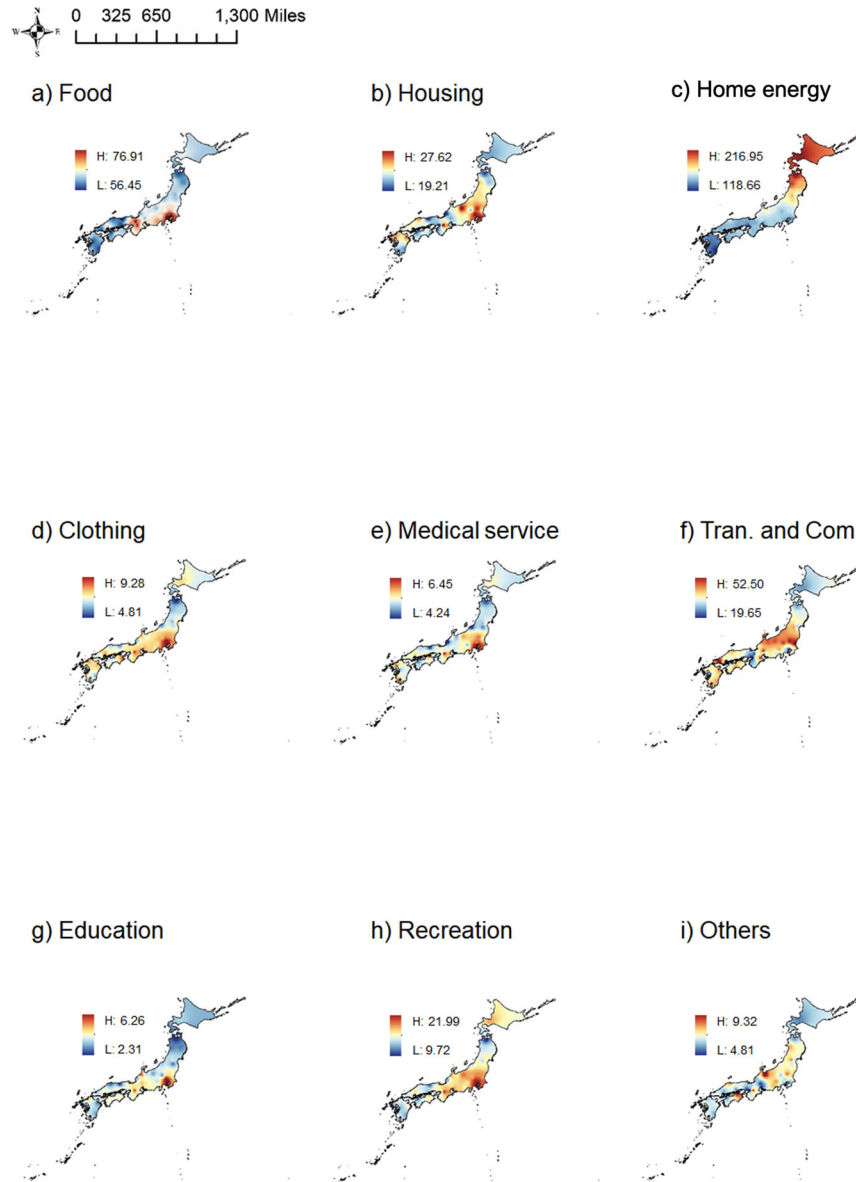 N
W E
S
0 325 650 1,300 Miles
a) Food
b) Housing
c) Home energy
H: 76.91
L: 56.45
H: 27.62
L: 19.21
H: 216.95
L: 118.66
d) Clothing
e) Medical service
f) Tran. and Com
H: 9.28
L: 4.81
H: 6.45
L: 4.24
H: 52.50
L: 19.65
g) Education
h) Recreation
i) Others
H: 6.26
L: 2.31
H: 21.99
L: 9.72
H: 9.32
L: 4.81